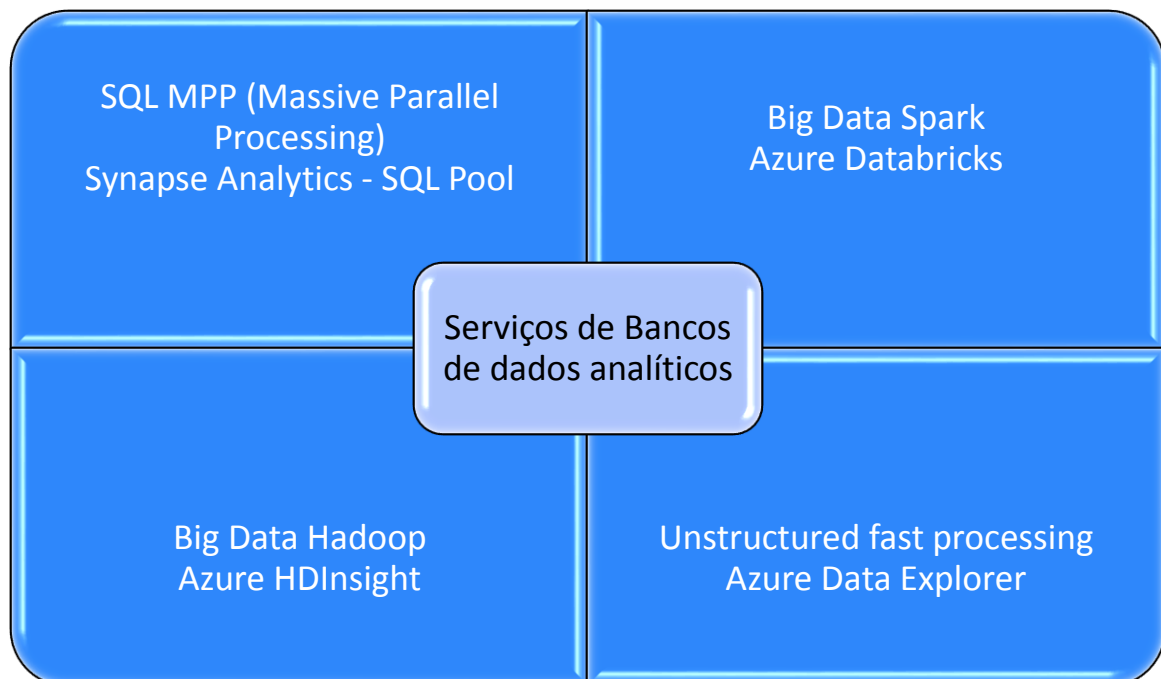 SQL MPP (Massive Parallel
Processing)
Synapse Analytics - SQL Pool
Big Data Spark
Azure Databricks
Serviços de Bancos
de dados analíticos
Big Data Hadoop
Azure HDInsight
Unstructured fast processing
Azure Data Explorer